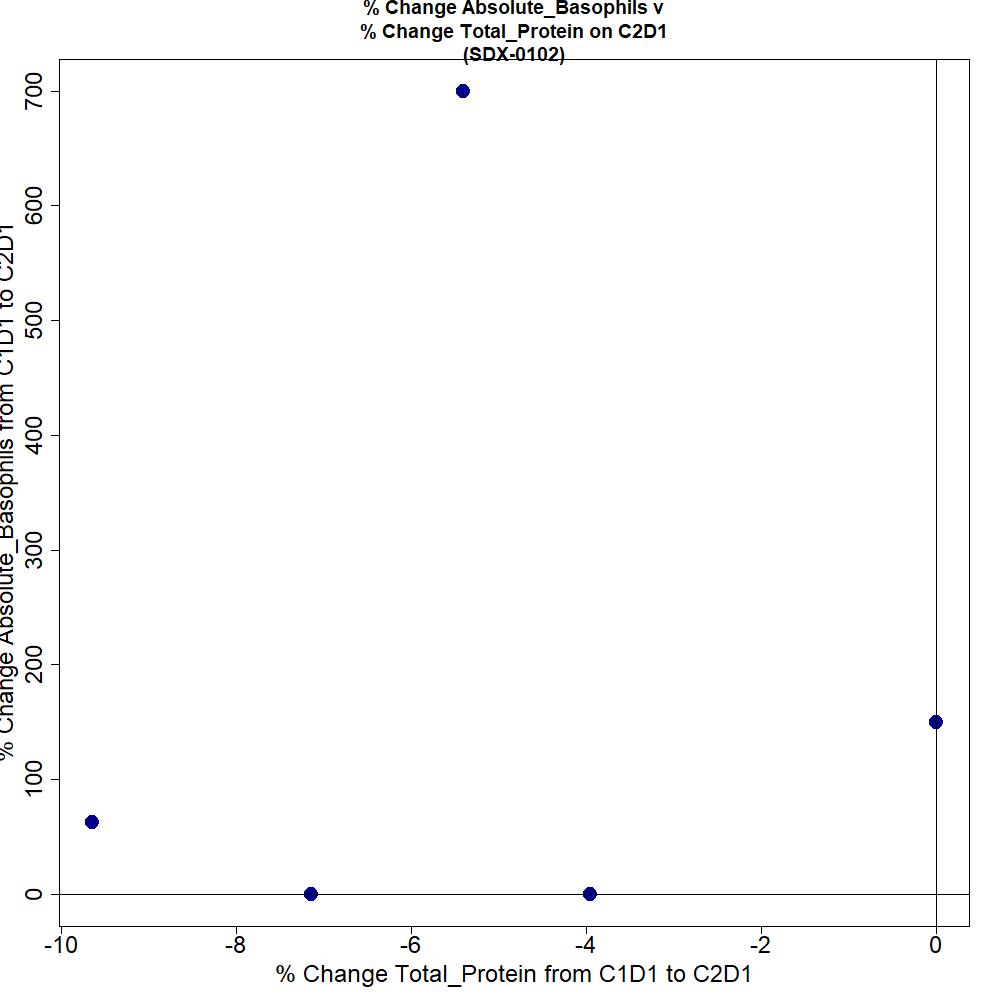 % Change Absolute_Basophils v
% Change Total_Protein on C2D1
(SDX-0102)
% Change Absolute_Basophils from C1D1 to C2D1
700
600
500
400
300
200
100
0
-10
-8
-6
-4
-2
0
% Change Total_Protein from C1D1 to C2D1